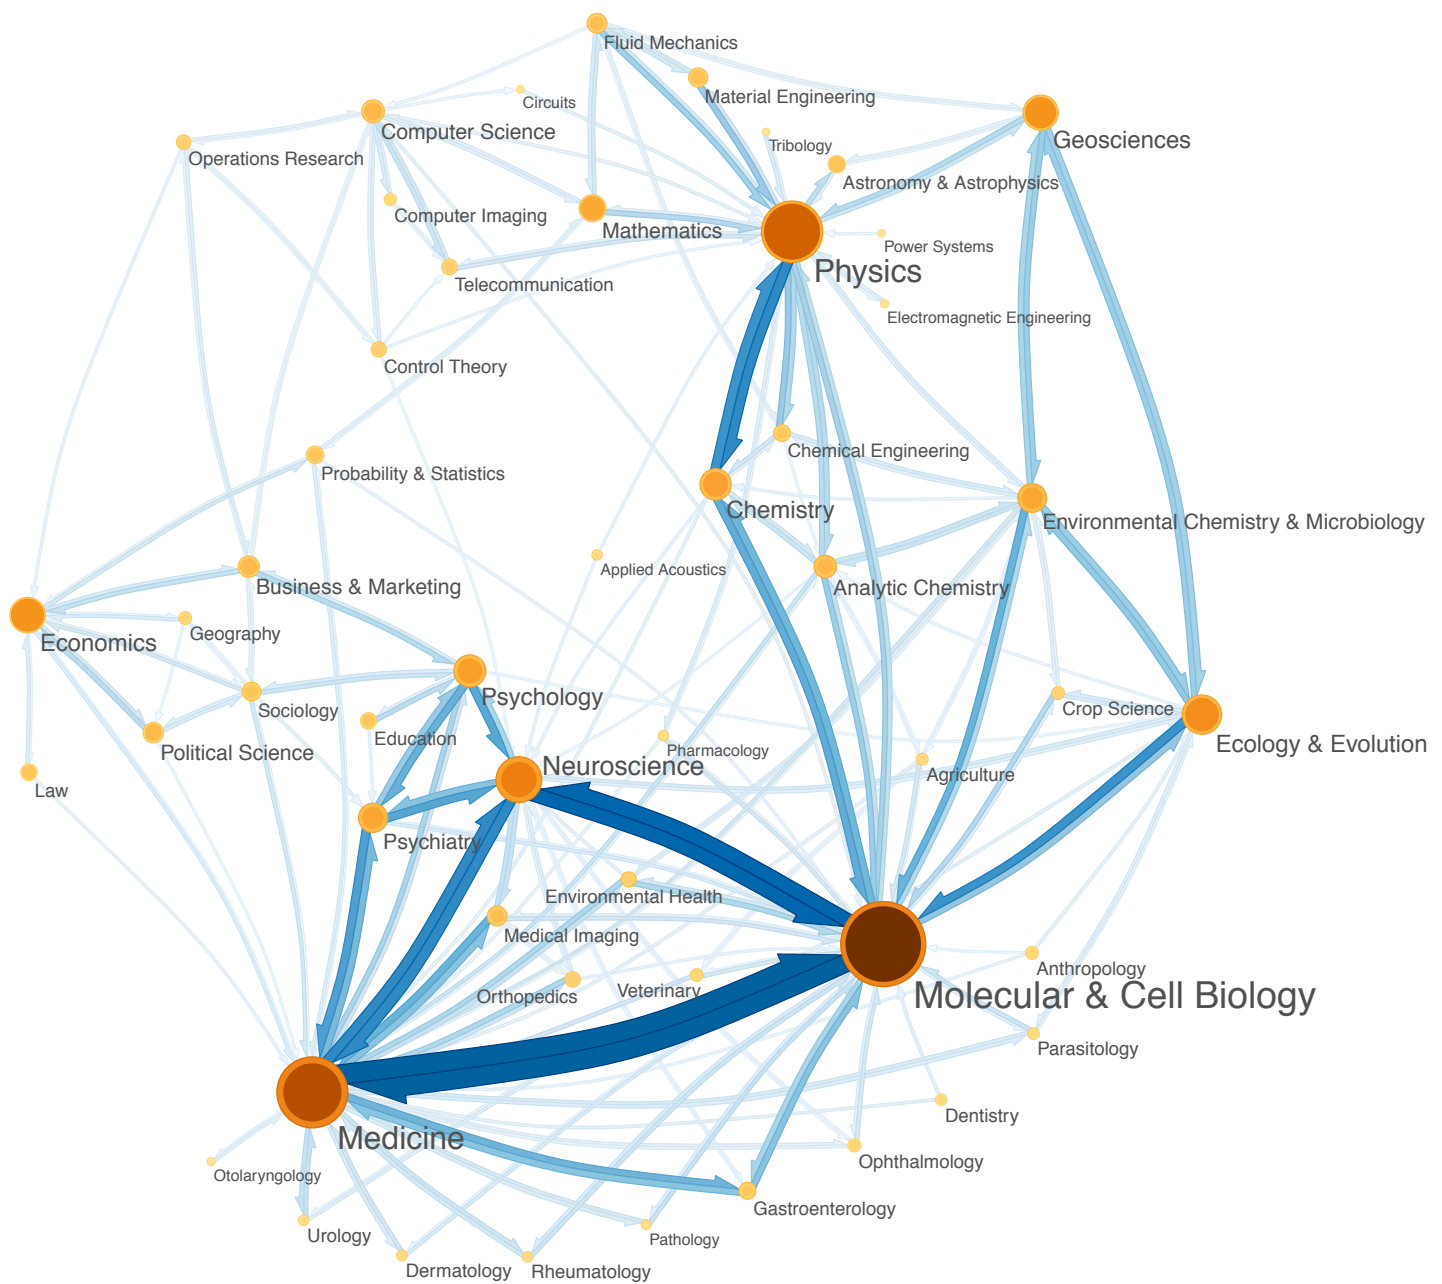 Fluid Mechanics
Material Engineering
Circuits
Computer Science
Geosciences
Tribology
Operations Research
Astronomy & Astrophysics
Computer Imaging
Mathematics
Power Systems
Physics
Telecommunication
Electromagnetic Engineering
Control Theory
Chemical Engineering
Probability & Statistics
Chemistry
Environmental Chemistry & Microbiology
Applied Acoustics
Business & Marketing
Analytic Chemistry
Geography
Economics
Psychology
Sociology
Crop Science
Education
Political Science
Pharmacology
Ecology & Evolution
Neuroscience
Agriculture
Law
Psychiatry
Environmental Health
Medical Imaging
Anthropology
Orthopedics
Veterinary
Molecular & Cell Biology
Parasitology
Dentistry
Medicine
Ophthalmology
Otolaryngology
Gastroenterology
Urology
Pathology
Dermatology
Rheumatology